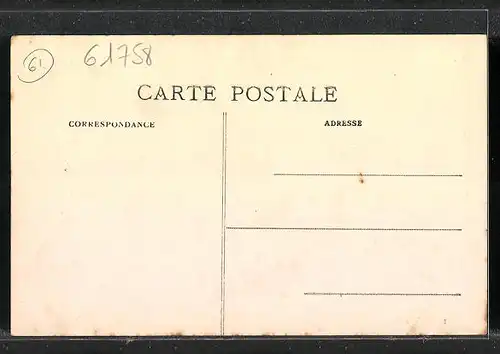 61
61758
CARTE POSTALE
CORRESPONDANCE
ADRESSE